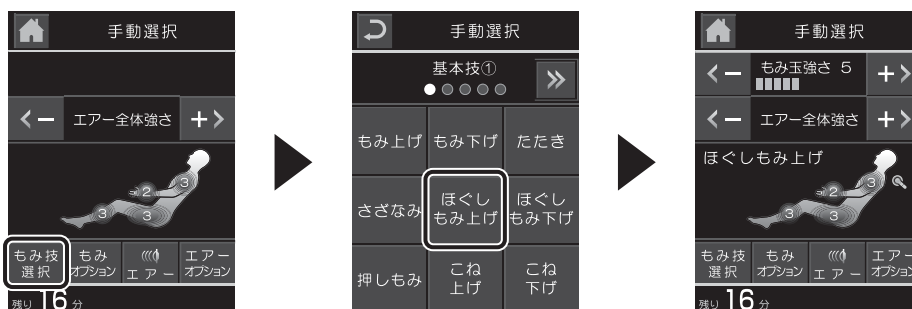 手動選択
エアー全体強さ
3
2
3
3
もみ技
選択
もみ
オプション
エアー
エアー
オプション
残り 16 分
手動選択
基本技①
もみ上げ
もみ下げ
たたき
さざなみ
ほぐし
もみ上げ
ほぐし
もみ下げ
押しもみ
こね
上げ
こね
下げ
手動選択
もみ玉強さ 5
エアー全体強さ
ほぐしもみ上げ
3
2
3
3
もみ技
選択
もみ
オプション
エアー
エアー
オプション
残り 16 分